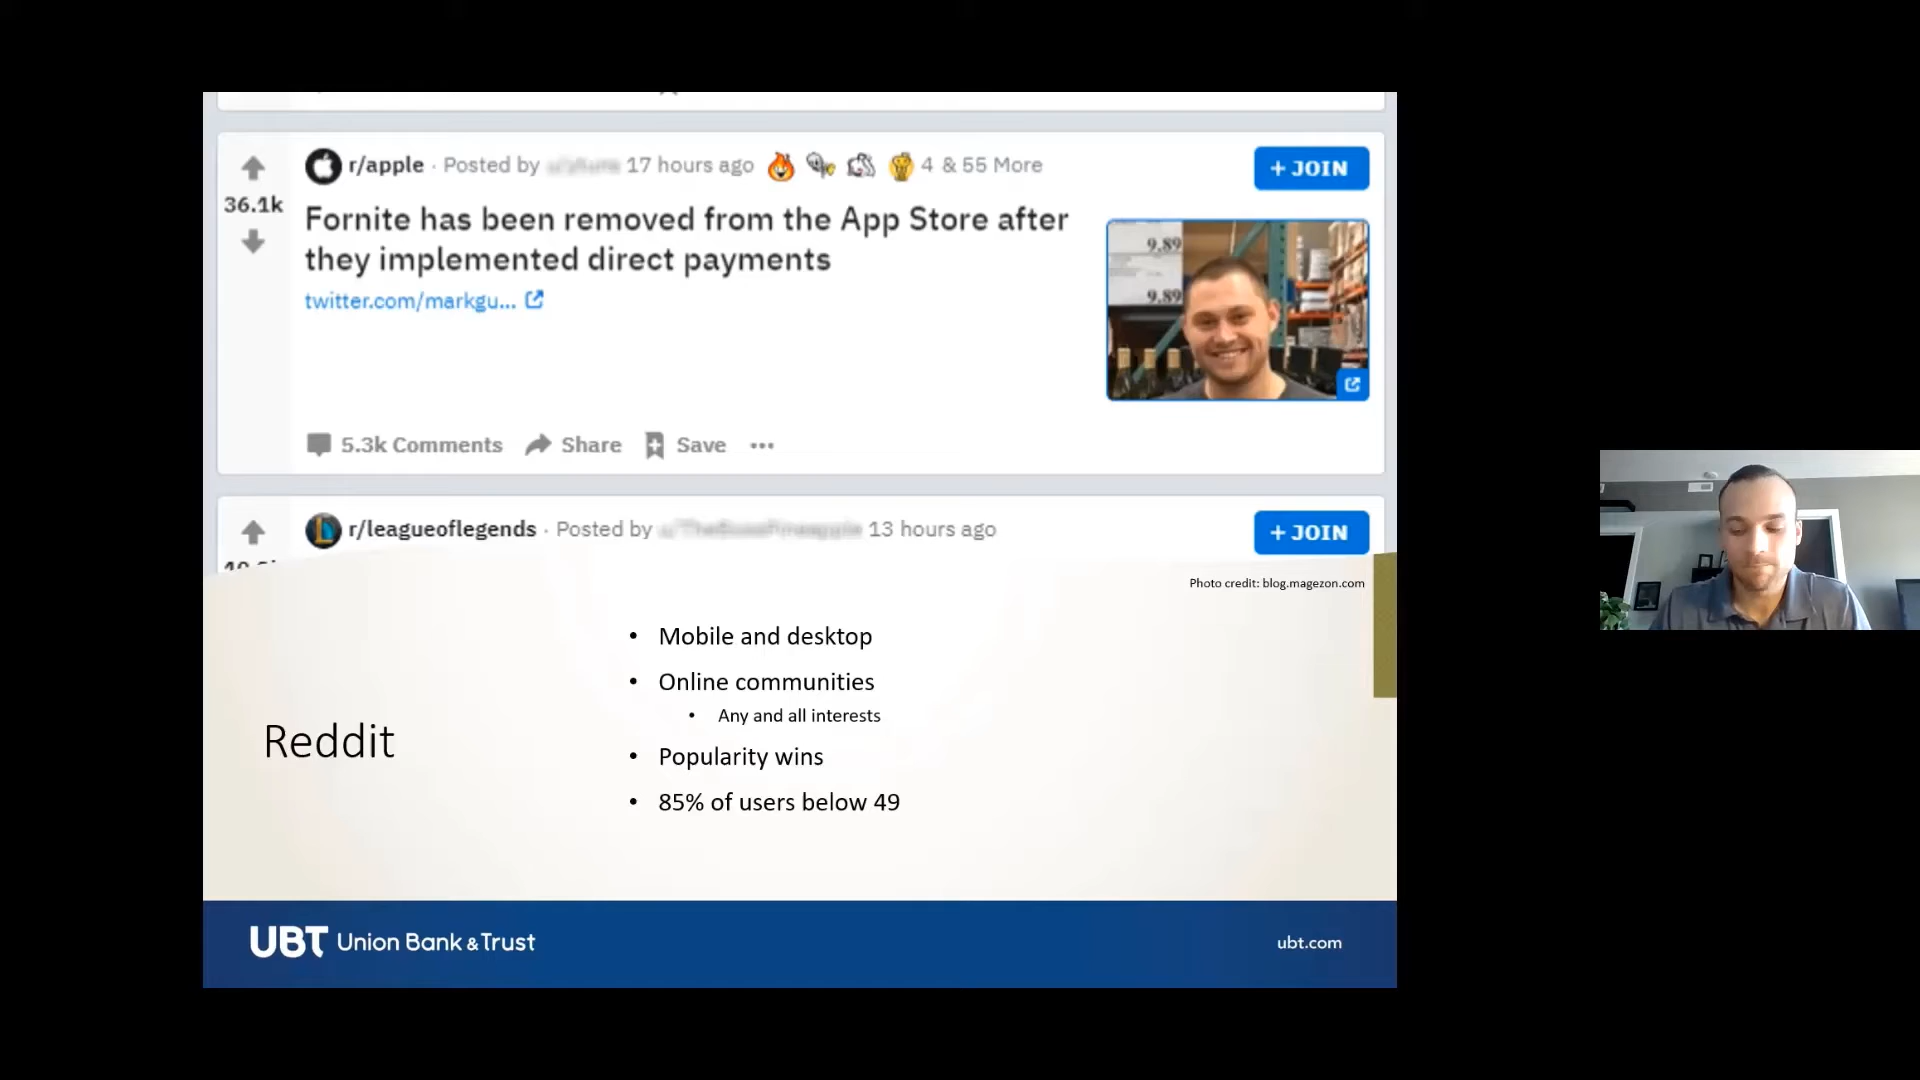 r/apple · Posted by 17 hours ago 4 & 55 More
+ JOIN
36.1k
Fornite has been removed from the App Store after
they implemented direct payments
twitter.com/markgu...
9.89
9.89
5.3k Comments Share Save ...
r/leagueoflegends · Posted by 13 hours ago
+ JOIN
Photo credit: blog.magezon.com
Reddit
• Mobile and desktop
• Online communities
• Any and all interests
• Popularity wins
• 85% of users below 49
UBT Union Bank & Trust
ubt.com